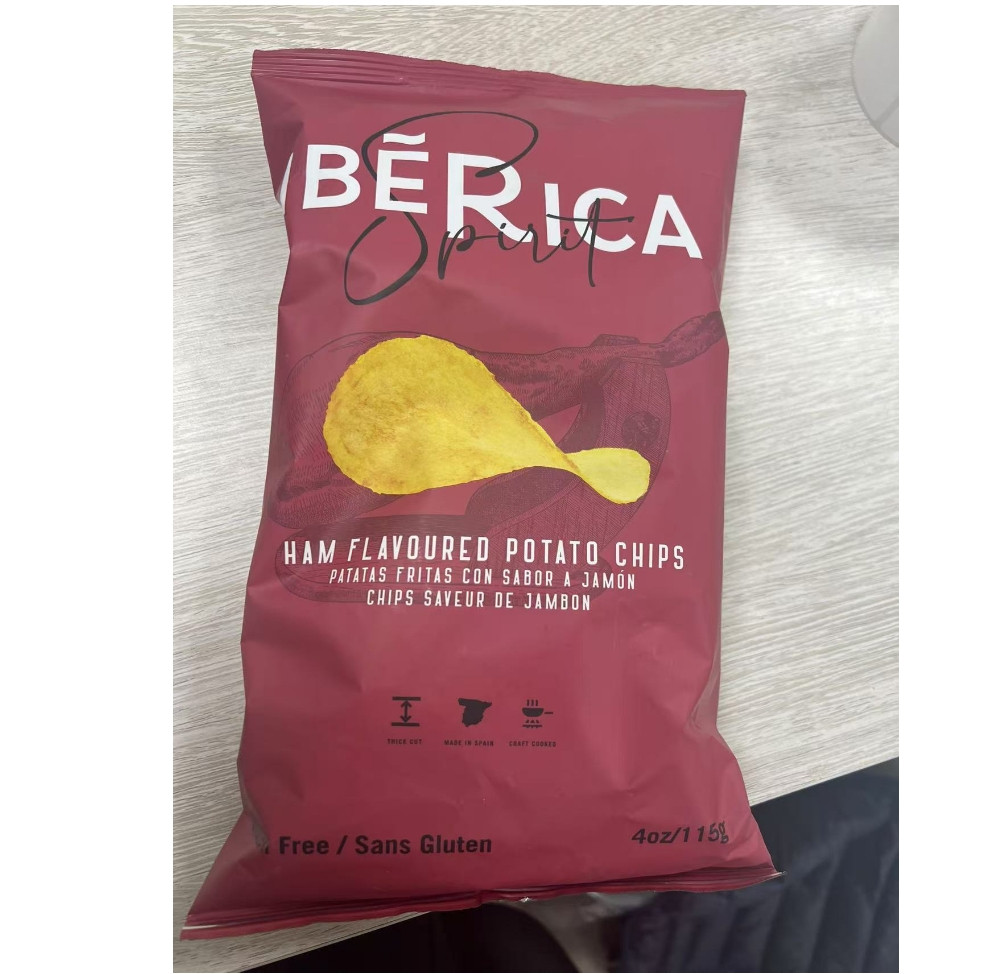 IBẼRICA
Spirit
HAM FLAVOURED POTATO CHIPS
PATATAS FRITAS CON SABOR A JAMÓN
CHIPS SAVEUR DE JAMBON
THICK CUT
MADE IN SPAIN
CRAFT COOKED
Free / Sans Gluten
4oz/115g